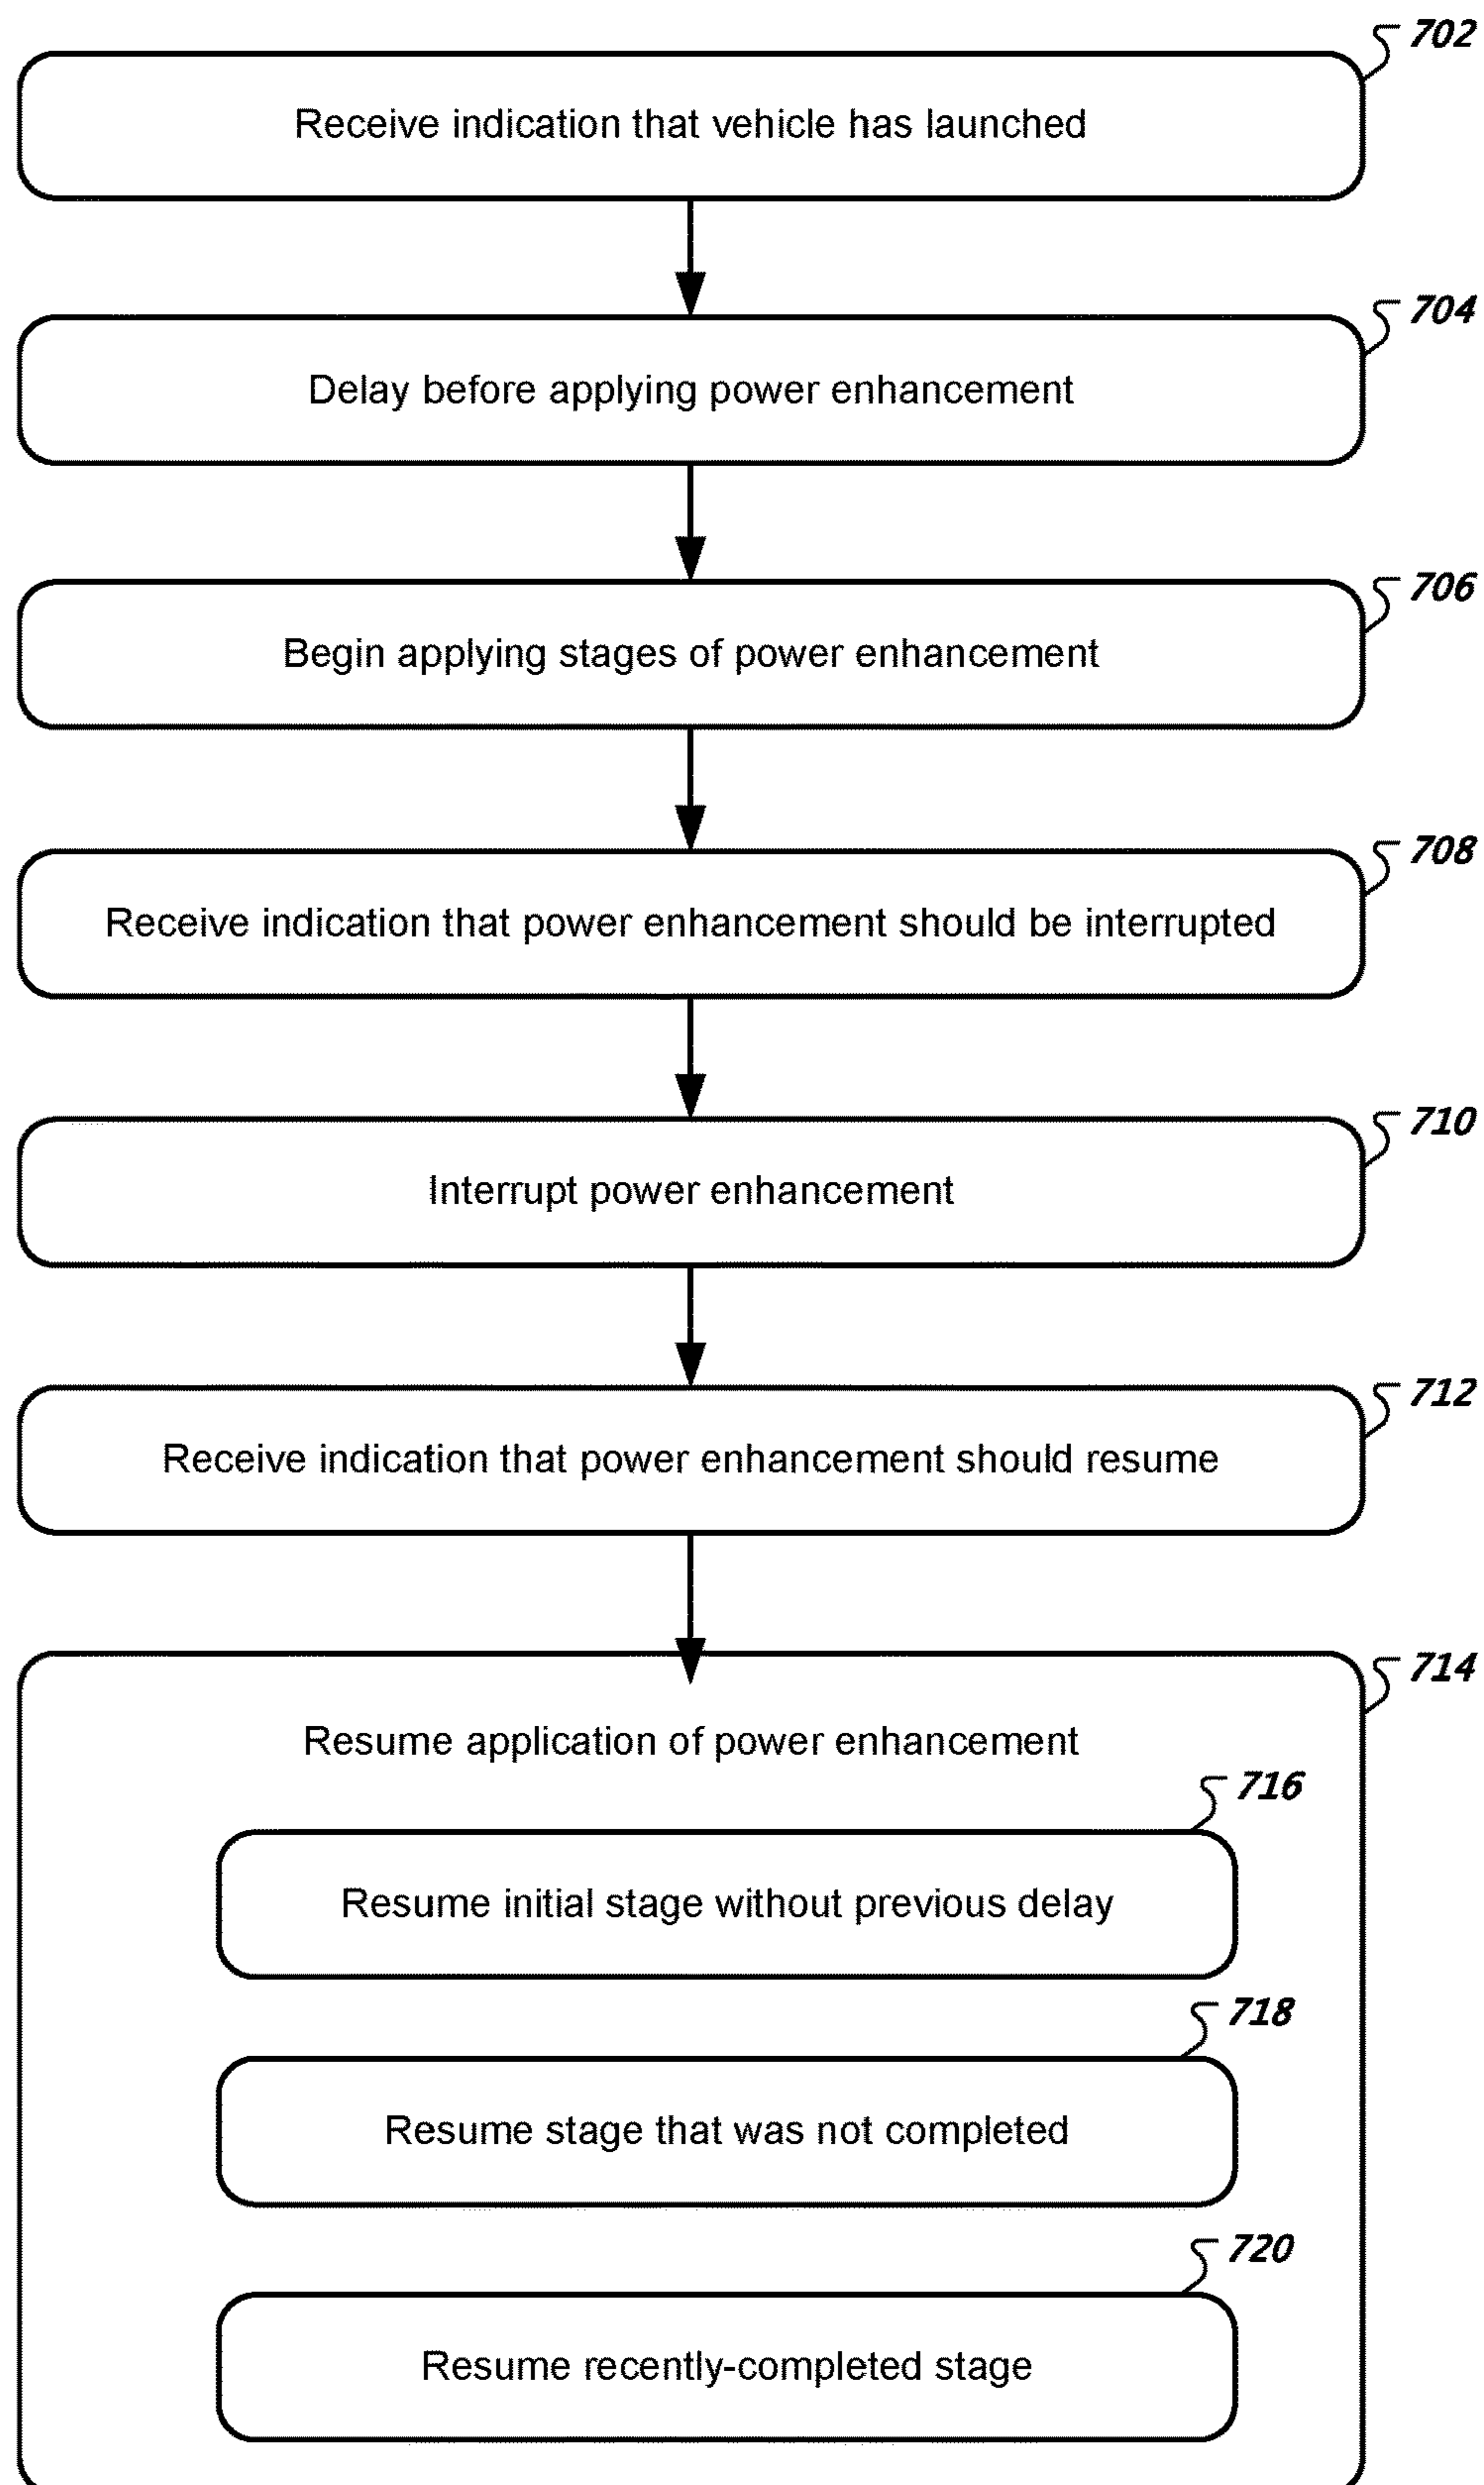 702
Receive indication that vehicle has launched
704
Delay before applying power enhancement
706
Begin applying stages of power enhancement
708
Receive indication that power enhancement should be interrupted
710
Interrupt power enhancement
712
Receive indication that power enhancement should resume
714
Resume application of power enhancement
716
Resume initial stage without previous delay
718
Resume stage that was not completed
720
Resume recently-completed stage